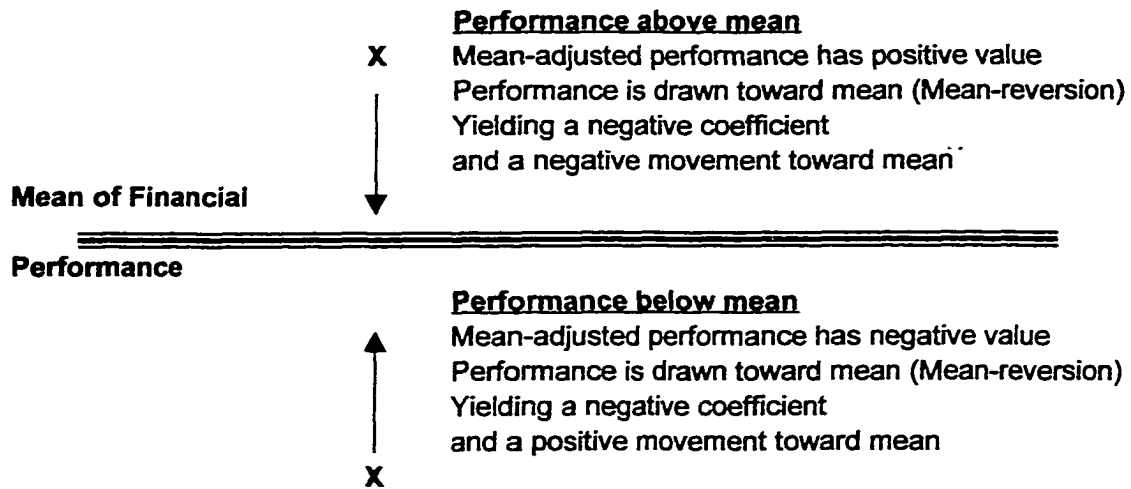 Performance above mean
X
Mean-adjusted performance has positive value
Performance is drawn toward mean (Mean-reversion)
Yielding a negative coefficient
and a negative movement toward mean
Mean of Financial
Performance
Performance below mean
Mean-adjusted performance has negative value
Performance is drawn toward mean (Mean-reversion)
Yielding a negative coefficient
and a positive movement toward mean
X